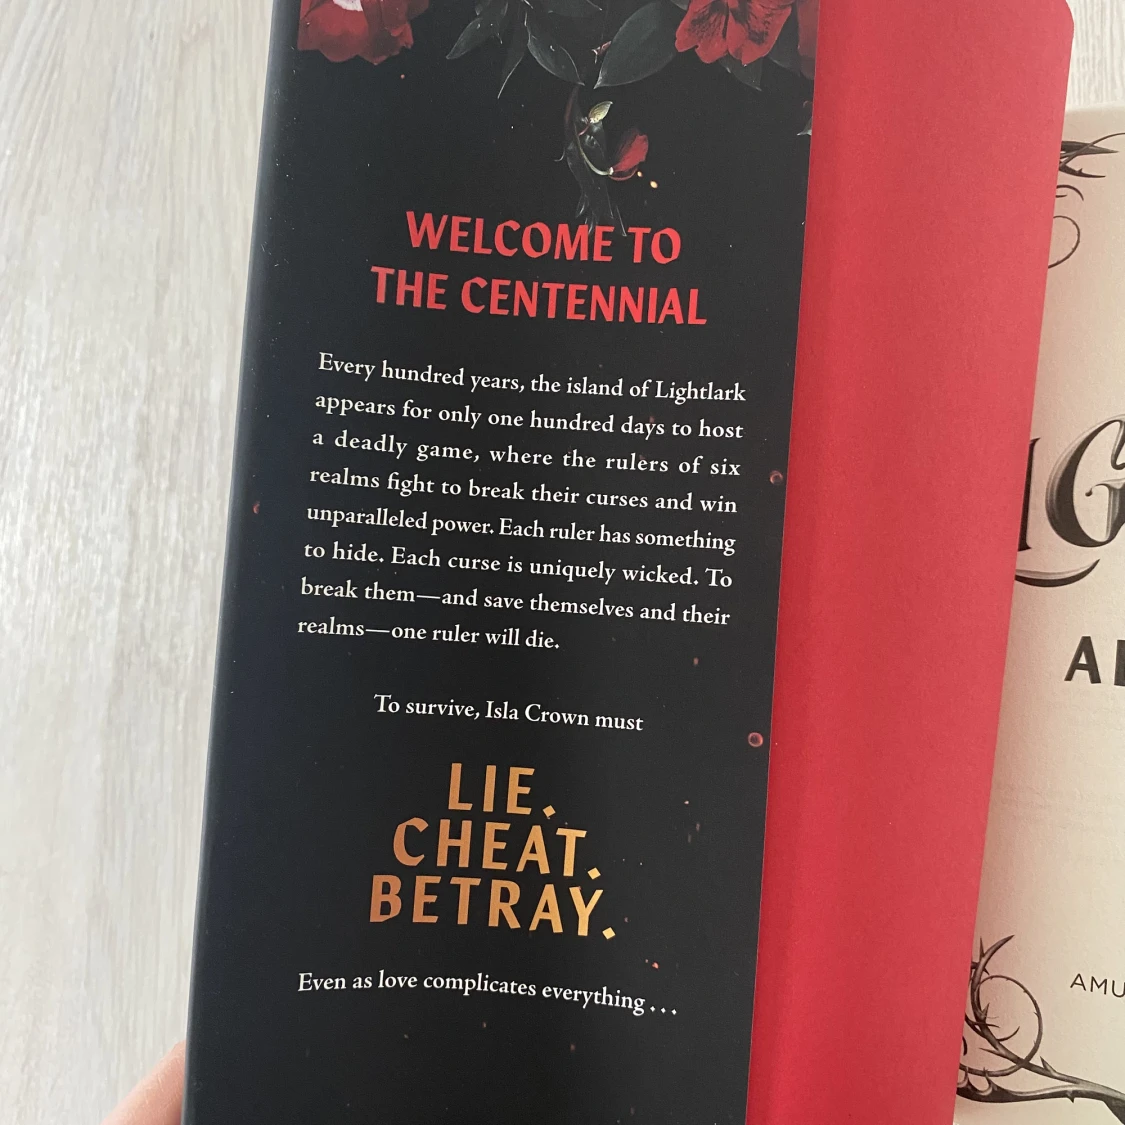 WELCOME TO
THE CENTENNIAL
Every hundred years, the island of Lightlark
appears for only one hundred days to host
a deadly game, where the rulers of six
realms fight to break their curses and win
unparalleled power. Each ruler has something
to hide. Each curse is uniquely wicked. To
break them—and save themselves and their
realms—one ruler will die.
To survive, Isla Crown must
LIE.
CHEAT.
BETRAY.
Even as love complicates everything . . .
AMU